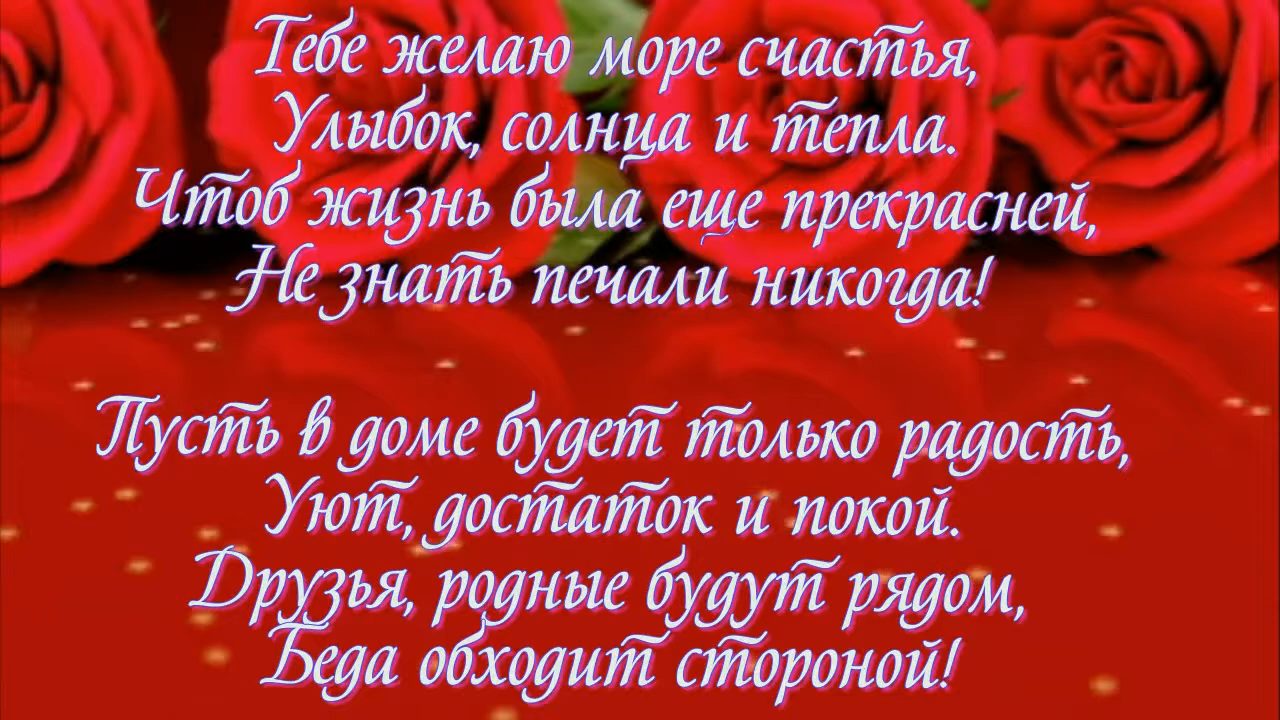 Тебе желаю море счастья,
Улыбок, солнца и тепла.
Чтоб жизнь была еще прекрасней,
Не знать печали никогда!
Пусть в доме будет только радость,
Уют, достаток и покой.
Друзья, родные будут рядом,
Беда обходит стороной!